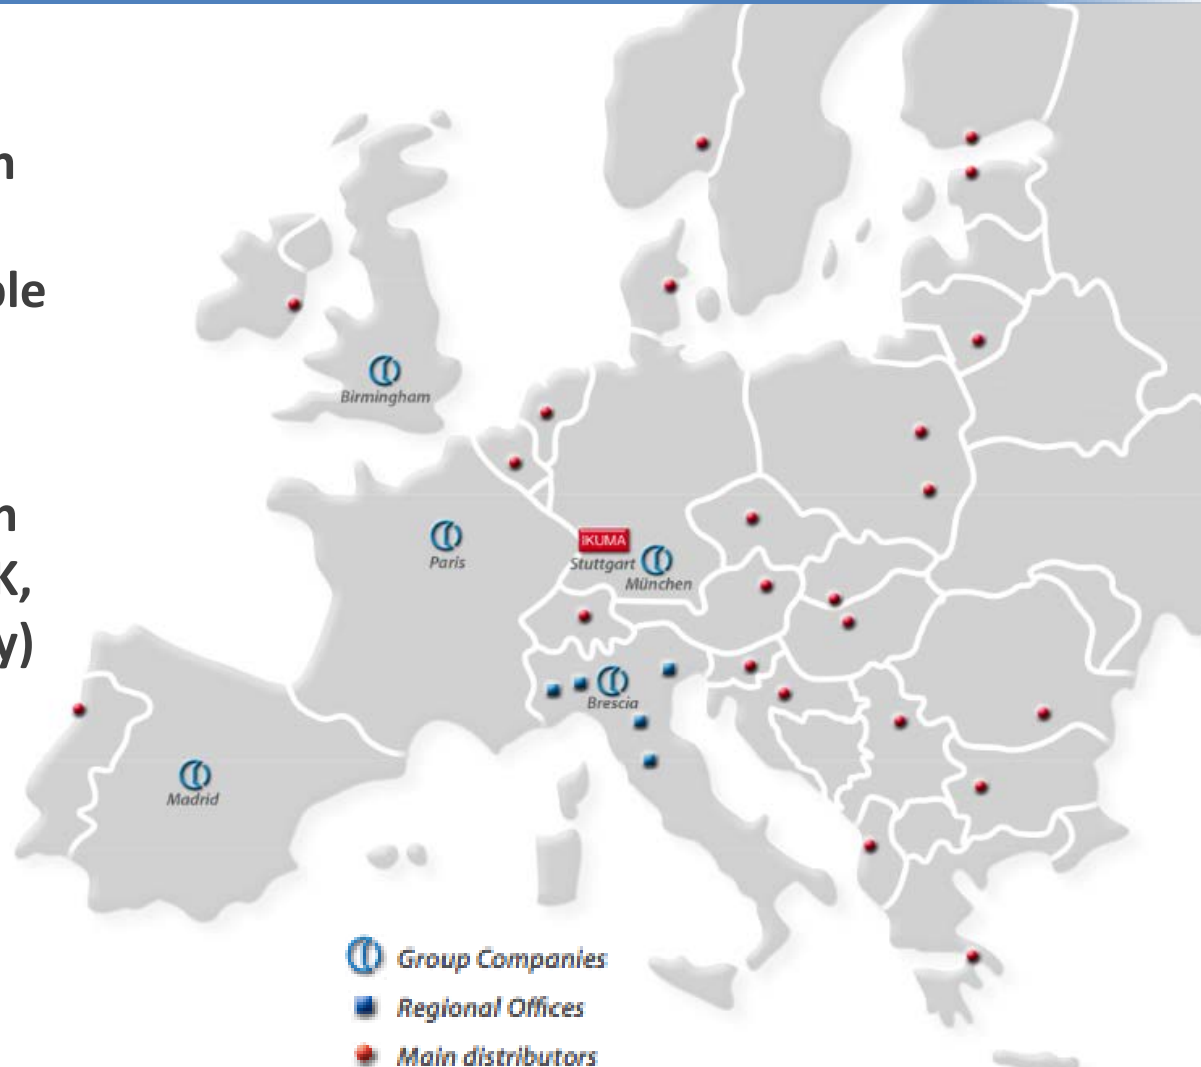 n
ple
n
K,
y)
Birmingham
Paris
IKUMA
Stuttgart
München
Brescia
Madrid
Group Companies
Regional Offices
Main distributors